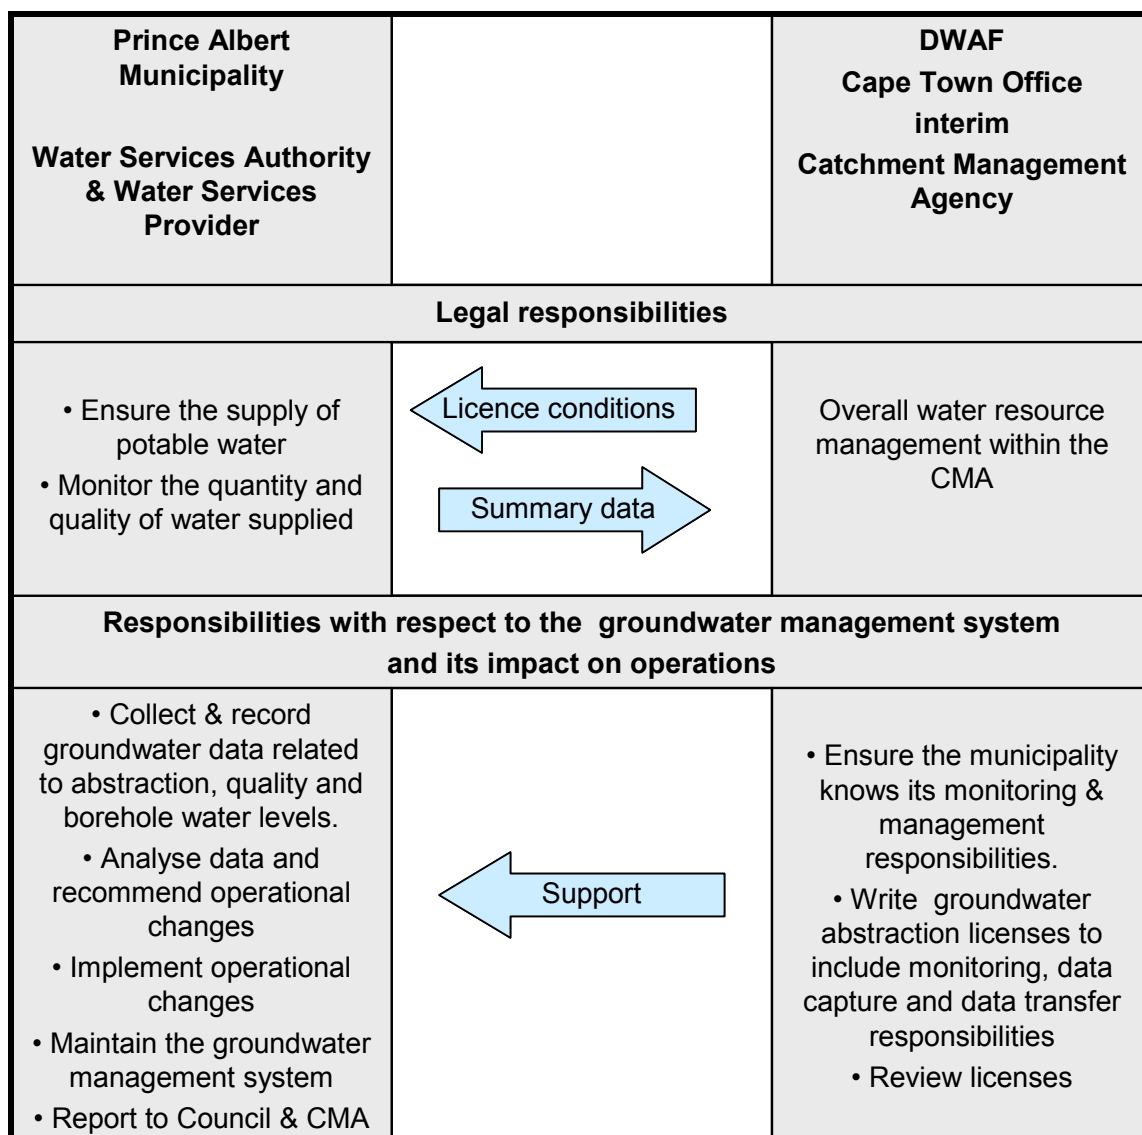 Prince Albert
Municipality
Water Services Authority
& Water Services
Provider
DWAF
Cape Town Office
interim
Catchment Management
Agency
Legal responsibilities
• Ensure the supply of
potable water
• Monitor the quantity and
quality of water supplied
Licence conditions
Summary data
Overall water resource
management within the
CMA
Responsibilities with respect to the groundwater management system
and its impact on operations
• Collect & record
groundwater data related
to abstraction, quality and
borehole water levels.
• Analyse data and
recommend operational
changes
• Implement operational
changes
• Maintain the groundwater
management system
• Report to Council & CMA
Support
• Ensure the municipality
knows its monitoring &
management
responsibilities.
• Write groundwater
abstraction licenses to
include monitoring, data
capture and data transfer
responsibilities
• Review licenses